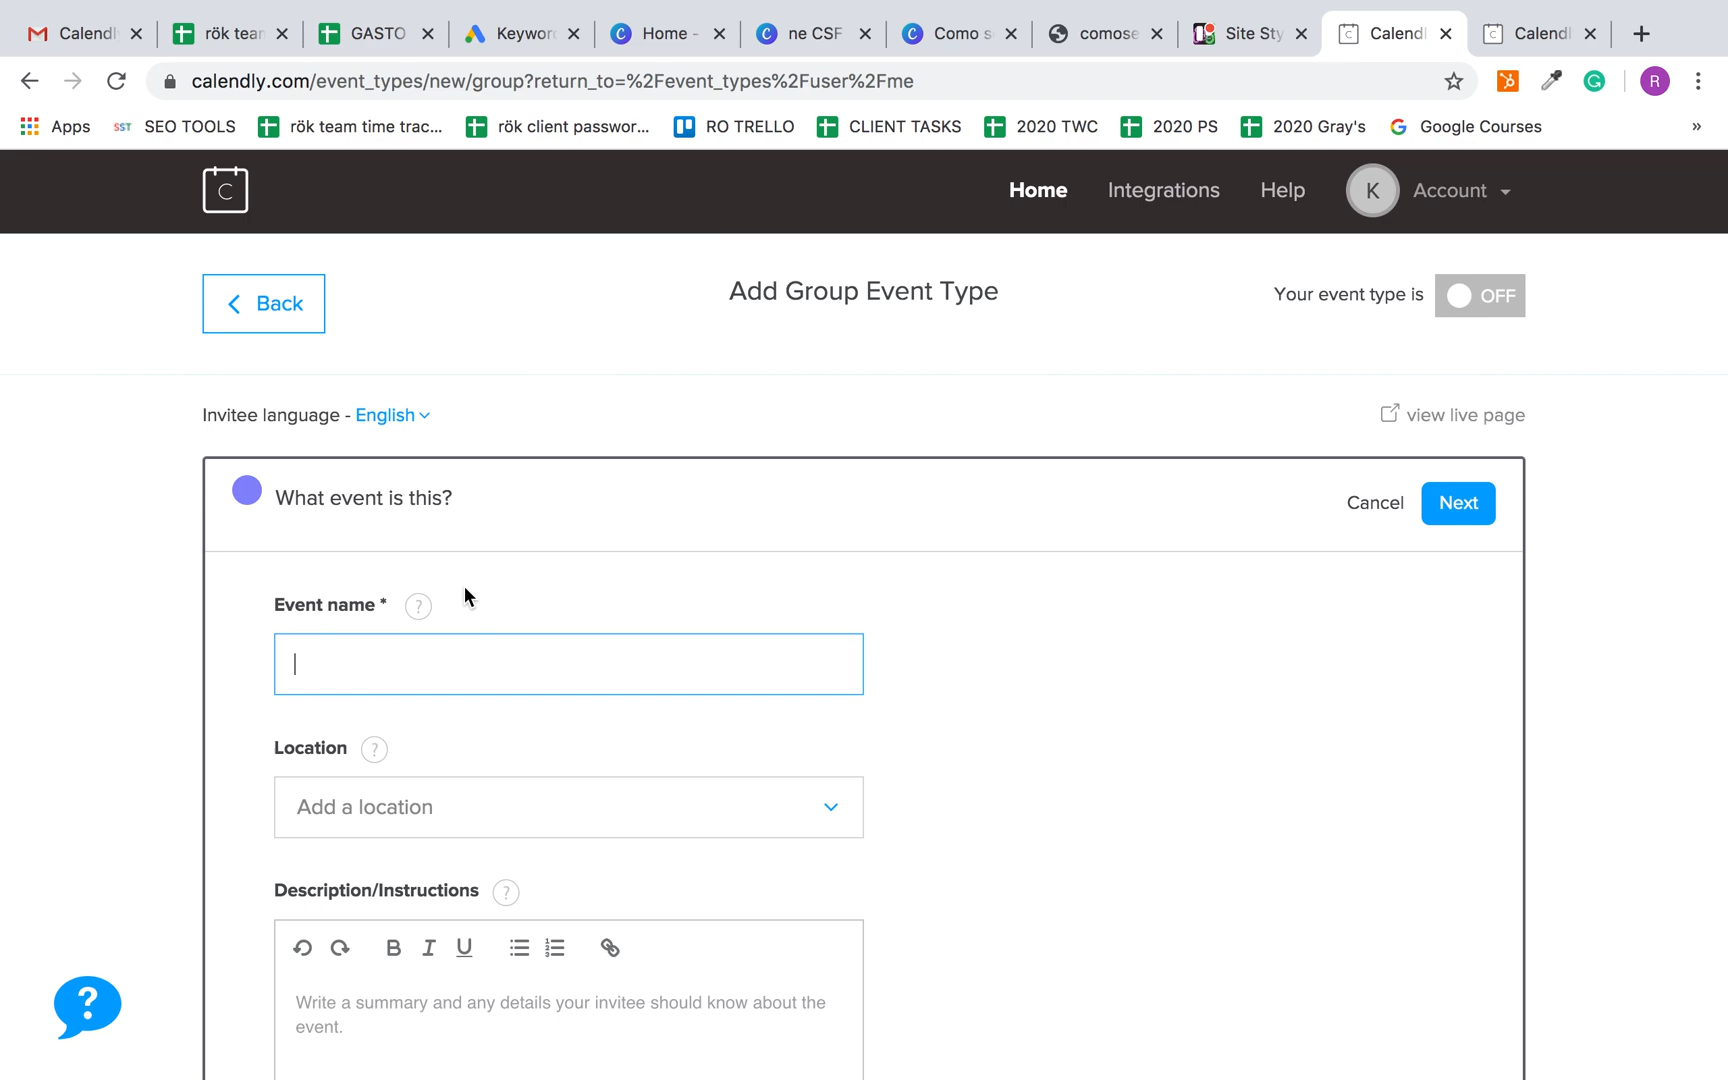 Calendl
rök tear
GASTO
Keywor
Home -
ne CSF
Como s
comose
Site Sty
Calendl
Calendl
calendly.com/event_types/new/group?return_to=%2Fevent_types%2Fuser%2Fme
R
Apps
SST SEO TOOLS
rök team time trac...
rök client passwor...
RO TRELLO
CLIENT TASKS
2020 TWC
2020 PS
2020 Gray's
Google Courses
»
C
Home
Integrations
Help
K
Account
Back
Add Group Event Type
Your event type is
OFF
Invitee language - English
view live page
What event is this?
Cancel
Next
Event name * ?
Location ?
Add a location
Description/Instructions ?
B I U
Write a summary and any details your invitee should know about the
event.
?